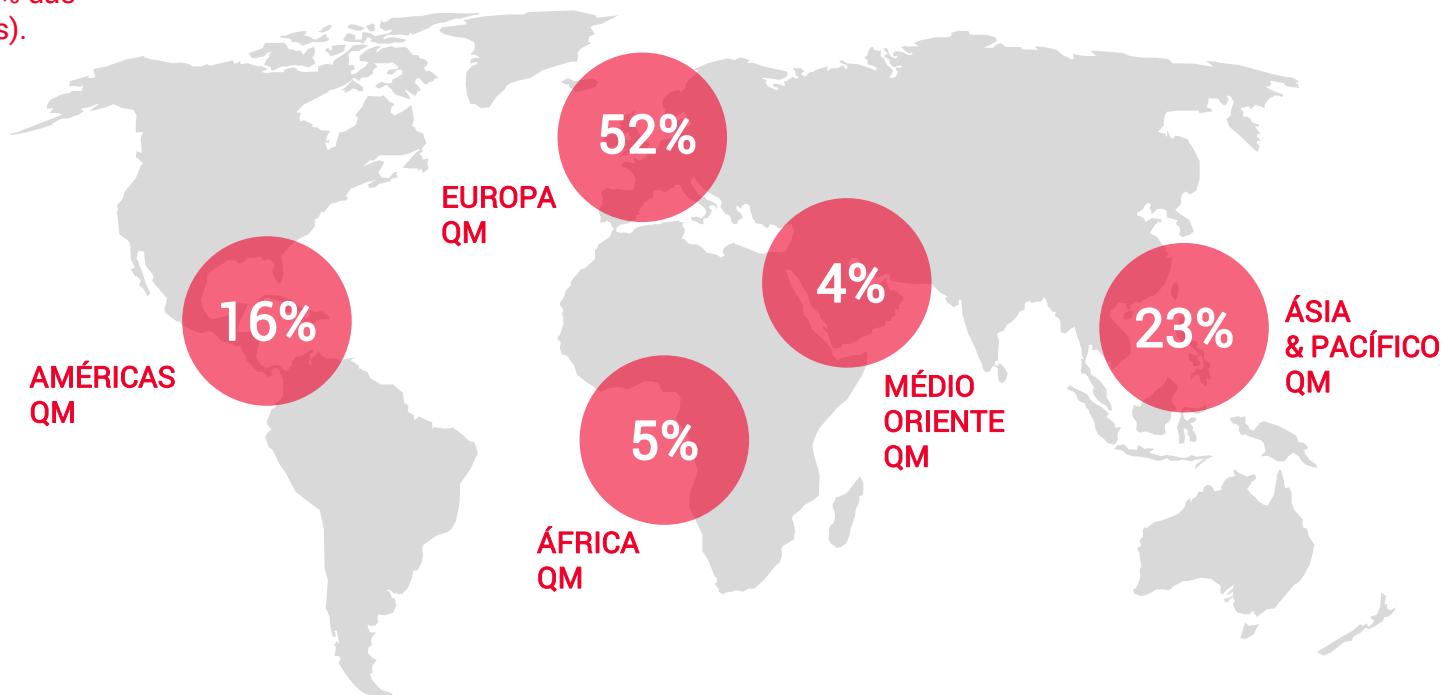 s).
52%
EUROPA
QM
4%
16%
23%
ÁSIA
& PACÍFICO
QM
AMÉRICAS
QM
MÉDIO
ORIENTE
QM
5%
ÁFRICA
QM